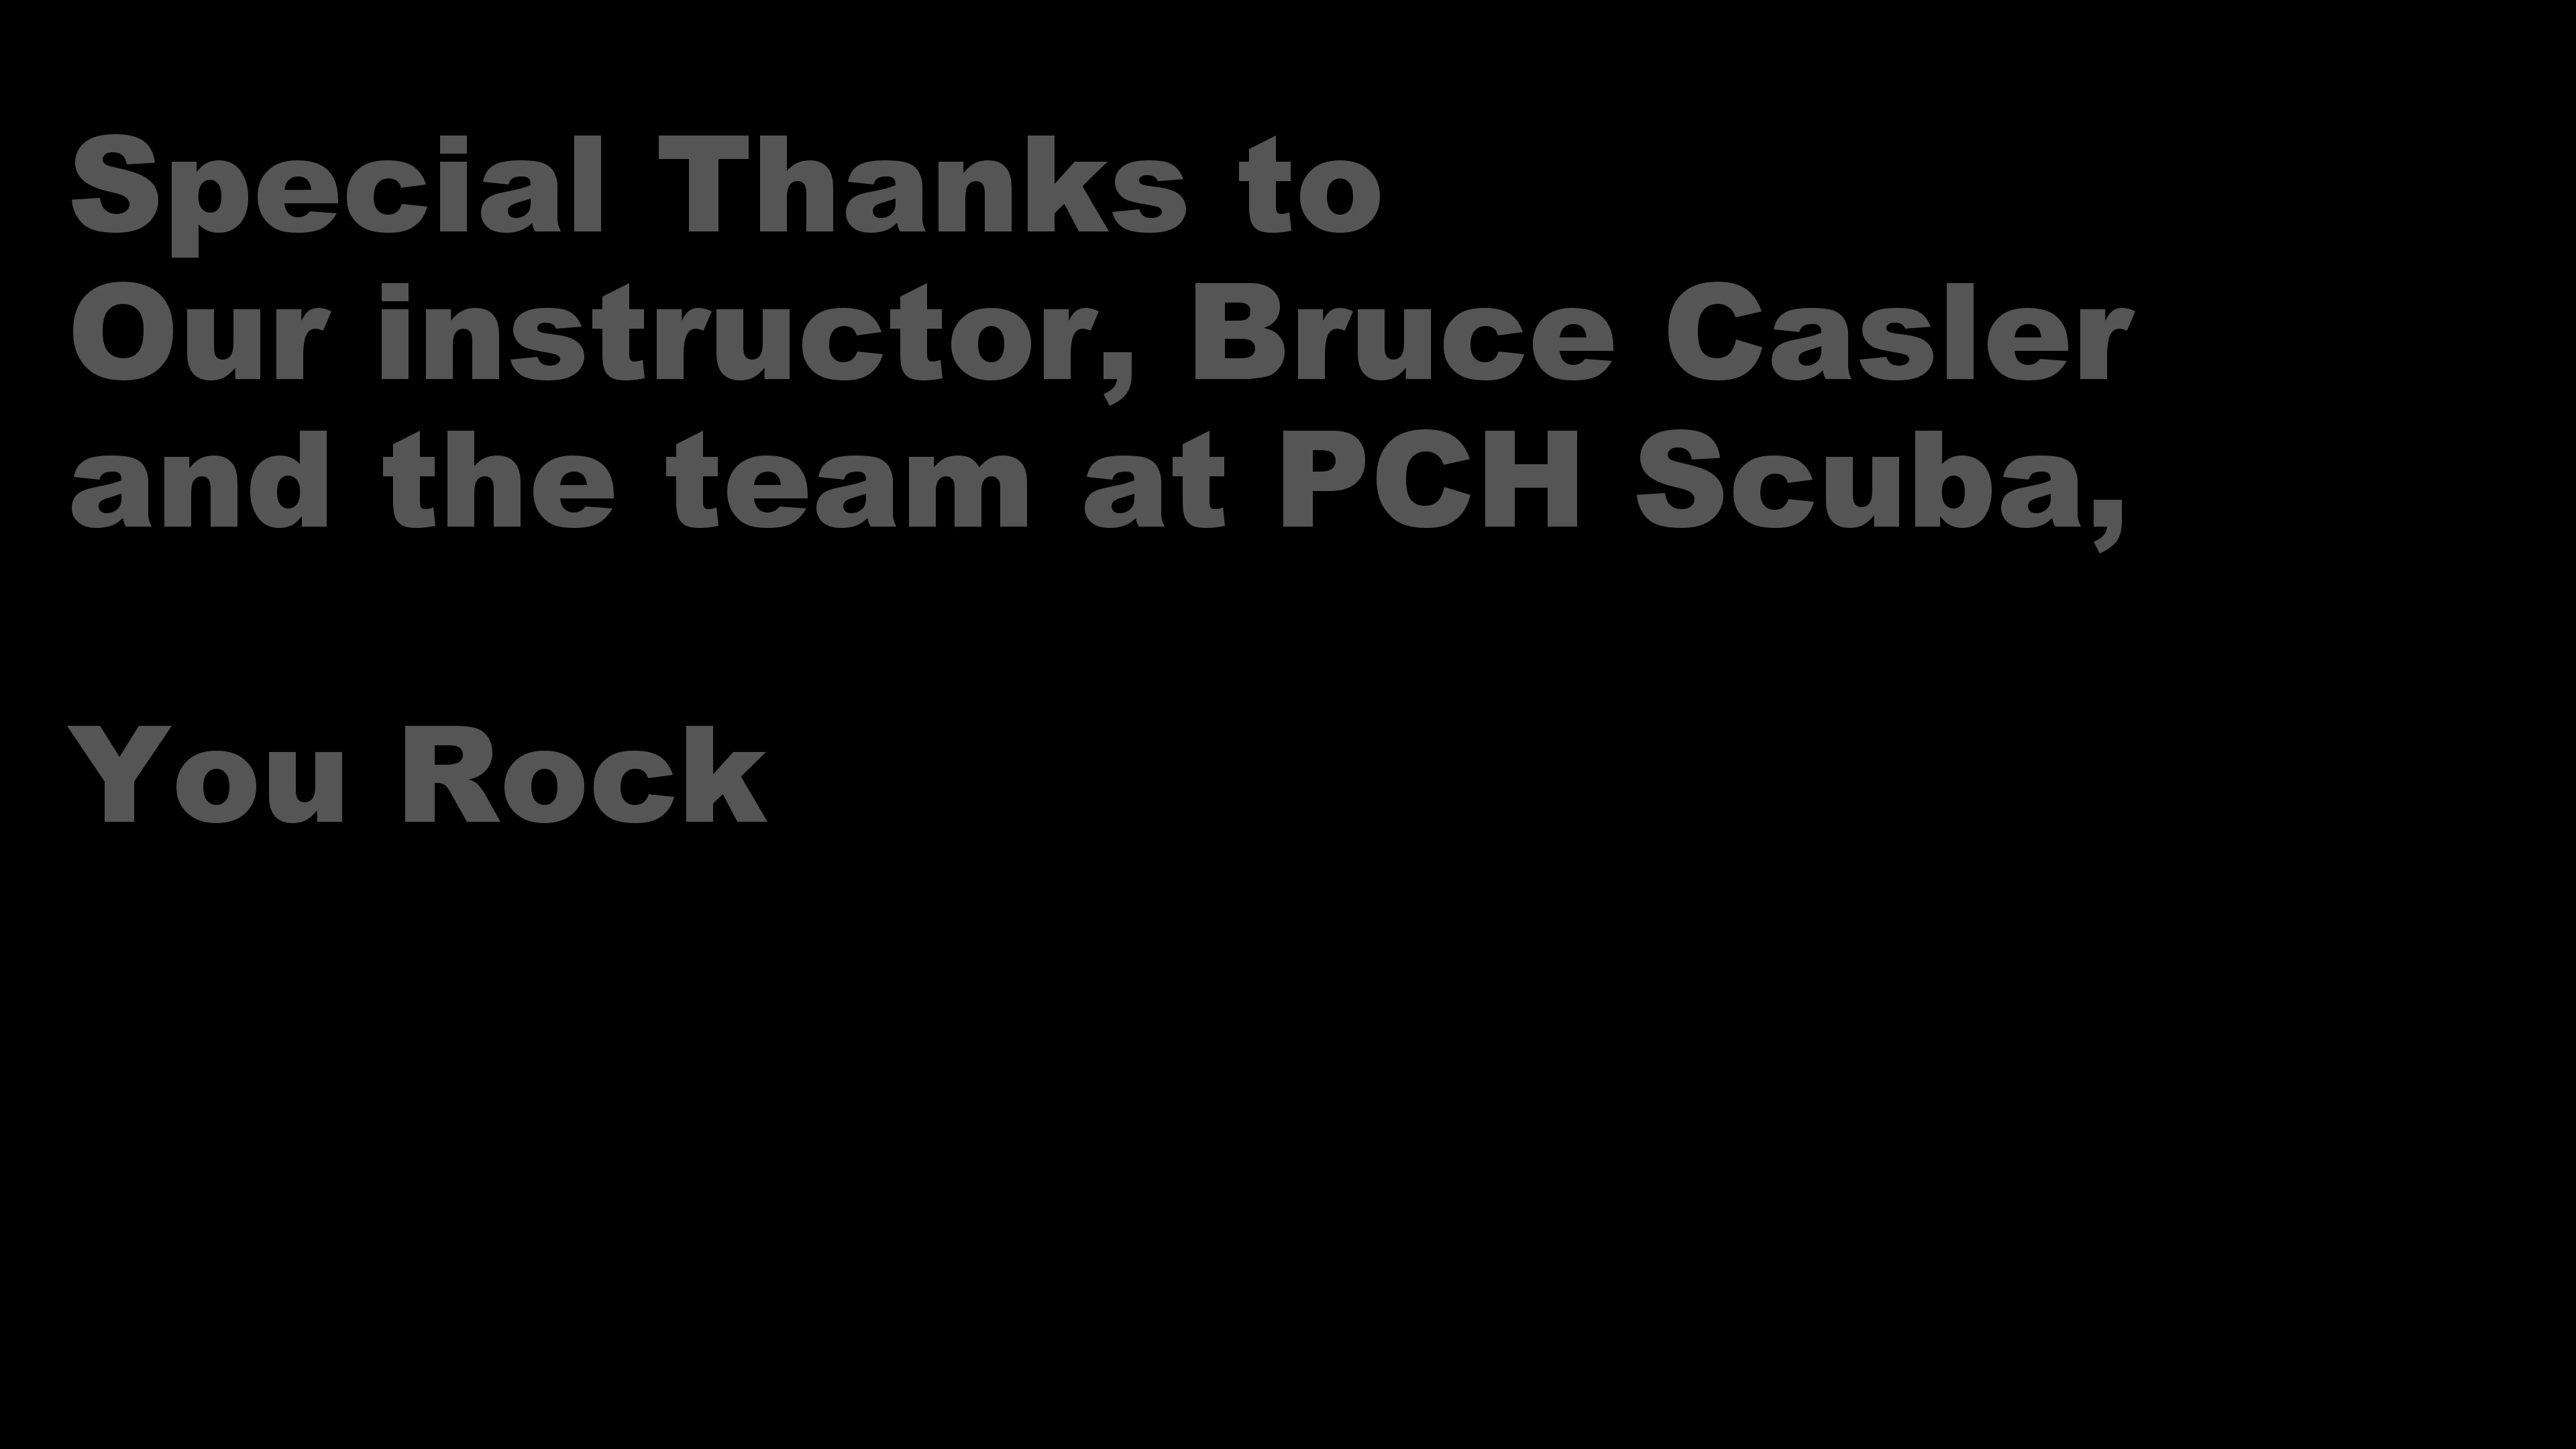 Special Thanks to
Our instructor, Bruce Casler
and the team at PCH Scuba,
You Rock